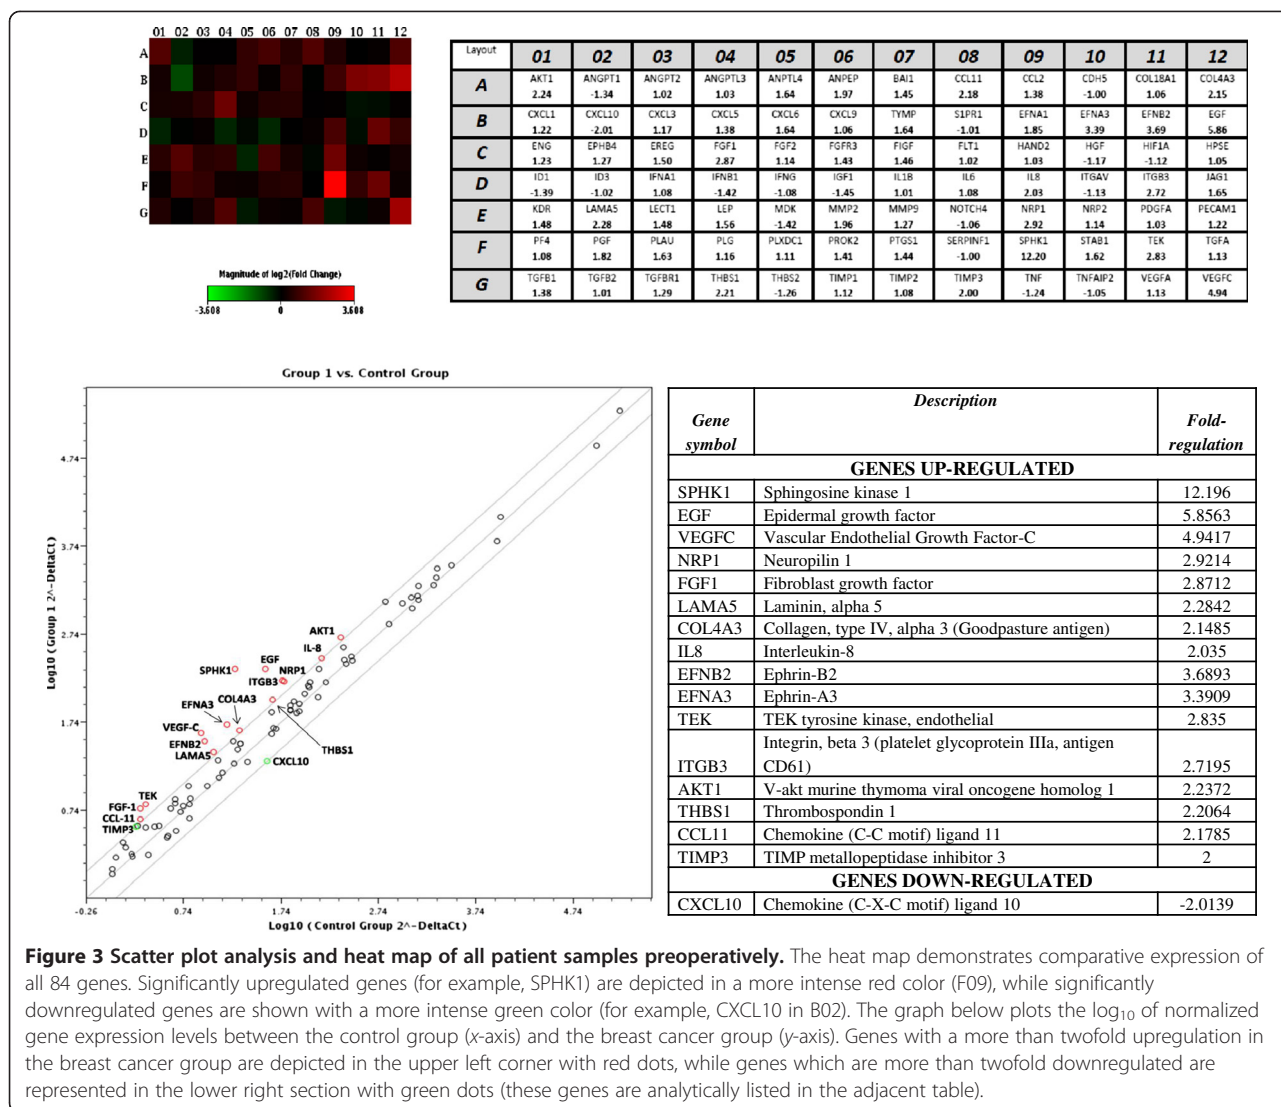 01 02 03 04 05 06 07 08 09 10 11 12
A
B
C
D
E
F
G
Magnitude of log2(Fold Change)
-3.608 0 3.608
Layout 01 02 03 04 05 06 07 08 09 10 11 12
A AKT1 ANGPT1 ANGPT2 ANGPTL3 ANPTL4 ANPEP BAI1 CCL11 CCL2 CDH5 COL18A1 COL4A3
2.24 -1.34 1.02 1.03 1.64 1.97 1.45 2.18 1.38 -1.00 1.06 2.15
B CXCL1 CXCL10 CXCL3 CXCL5 CXCL6 CXCL9 TYMP S1PR1 EFNA1 EFNA3 EFNB2 EGF
1.22 -2.01 1.17 1.38 1.64 1.06 1.64 -1.01 1.85 3.39 3.69 5.86
C ENG EPHB4 EREG FGF1 FGF2 FGFR3 FIGF FLT1 HAND2 HGF HIF1A HPSE
1.23 1.27 1.50 2.87 1.14 1.43 1.46 1.02 1.03 -1.17 -1.12 1.05
D ID1 ID3 IFNA1 IFNB1 IFNG IGF1 IL1B IL6 IL8 ITGAV ITGB3 JAG1
-1.39 -1.02 1.08 -1.42 -1.08 -1.45 1.01 1.08 2.03 -1.13 2.72 1.65
E KDR LAMA5 LECT1 LEP MDK MMP2 MMP9 NOTCH4 NRP1 NRP2 PDGFA PECAM1
1.48 2.28 1.48 1.56 -1.42 1.96 1.27 -1.06 2.92 1.14 1.03 1.22
F PF4 PGF PLAU PLG PLXDC1 PROK2 PTGS1 SERPINF1 SPHK1 STAB1 TEK TGFA
1.08 1.82 1.63 1.16 1.11 1.41 1.44 -1.00 12.20 1.62 2.83 1.13
G TGFB1 TGFB2 TGFBR1 THBS1 THBS2 TIMP1 TIMP2 TIMP3 TNF TNFAIP2 VEGFA VEGFC
1.38 1.01 1.29 2.21 -1.26 1.12 1.08 2.00 -1.24 -1.05 1.13 4.94
Group 1 vs. Control Group
Log10 (Group 1 2^-DeltaCt)
4.74
3.74
2.74
1.74
0.74
AKT1
IL-8
EGF
SPHK1
NRP1
ITGB3
COL4A3
EFNA3
VEGF-C
EFNB2
LAMA5
THBS1
CXCL10
TEK
FGF-1
CCL-11
TIMP3
-0.26 0.74 1.74 2.74 3.74 4.74
Log10 (Control Group 2^-DeltaCt)
Gene symbol Description Fold-regulation
GENES UP-REGULATED
SPHK1 Sphingosine kinase 1 12.196
EGF Epidermal growth factor 5.8563
VEGFC Vascular Endothelial Growth Factor-C 4.9417
NRP1 Neuropilin 1 2.9214
FGF1 Fibroblast growth factor 2.8712
LAMA5 Laminin, alpha 5 2.2842
COL4A3 Collagen, type IV, alpha 3 (Goodpasture antigen) 2.1485
IL8 Interleukin-8 2.035
EFNB2 Ephrin-B2 3.6893
EFNA3 Ephrin-A3 3.3909
TEK TEK tyrosine kinase, endothelial 2.835
Integrin, beta 3 (platelet glycoprotein IIIa, antigen
ITGB3 CD61) 2.7195
AKT1 V-akt murine thymoma viral oncogene homolog 1 2.2372
THBS1 Thrombospondin 1 2.2064
CCL11 Chemokine (C-C motif) ligand 11 2.1785
TIMP3 TIMP metallopeptidase inhibitor 3 2
GENES DOWN-REGULATED
CXCL10 Chemokine (C-X-C motif) ligand 10 -2.0139
Figure 3 Scatter plot analysis and heat map of all patient samples preoperatively. The heat map demonstrates comparative expression of
all 84 genes. Significantly upregulated genes (for example, SPHK1) are depicted in a more intense red color (F09), while significantly
downregulated genes are shown with a more intense green color (for example, CXCL10 in B02). The graph below plots the log10 of normalized
gene expression levels between the control group (x-axis) and the breast cancer group (y-axis). Genes with a more than twofold upregulation in
the breast cancer group are depicted in the upper left corner with red dots, while genes which are more than twofold downregulated are
represented in the lower right section with green dots (these genes are analytically listed in the adjacent table).